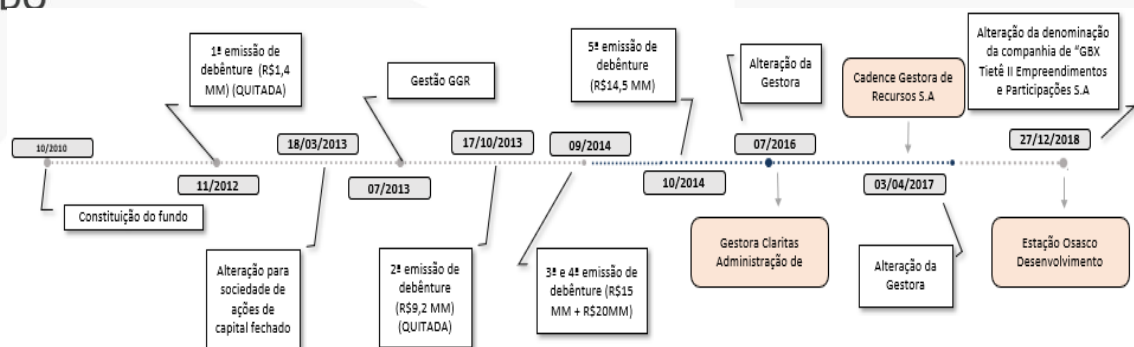 1ª emissão de
debênture (R$1,4
MM) (QUITADA)
Gestão GGR
5ª emissão de
debênture
(R$14,5 MM)
Alteração da
Gestora
Cadence Gestora de
Recursos S.A
Alteração da denominação
da companhia de “GBX
Tietê II Empreendimentos
e Participações S.A
10/2010
18/03/2013
17/10/2013
09/2014
07/2016
27/12/2018
11/2012
07/2013
10/2014
03/04/2017
Constituição do fundo
Alteração para
sociedade de
ações de
capital fechado
2ª emissão de
debênture
(R$9,2 MM)
(QUITADA)
3ª e 4ª emissão de
debênture (R$15
MM + R$20MM)
Gestora Claritas
Administração de
Alteração da
Gestora
Estação Osasco
Desenvolvimento